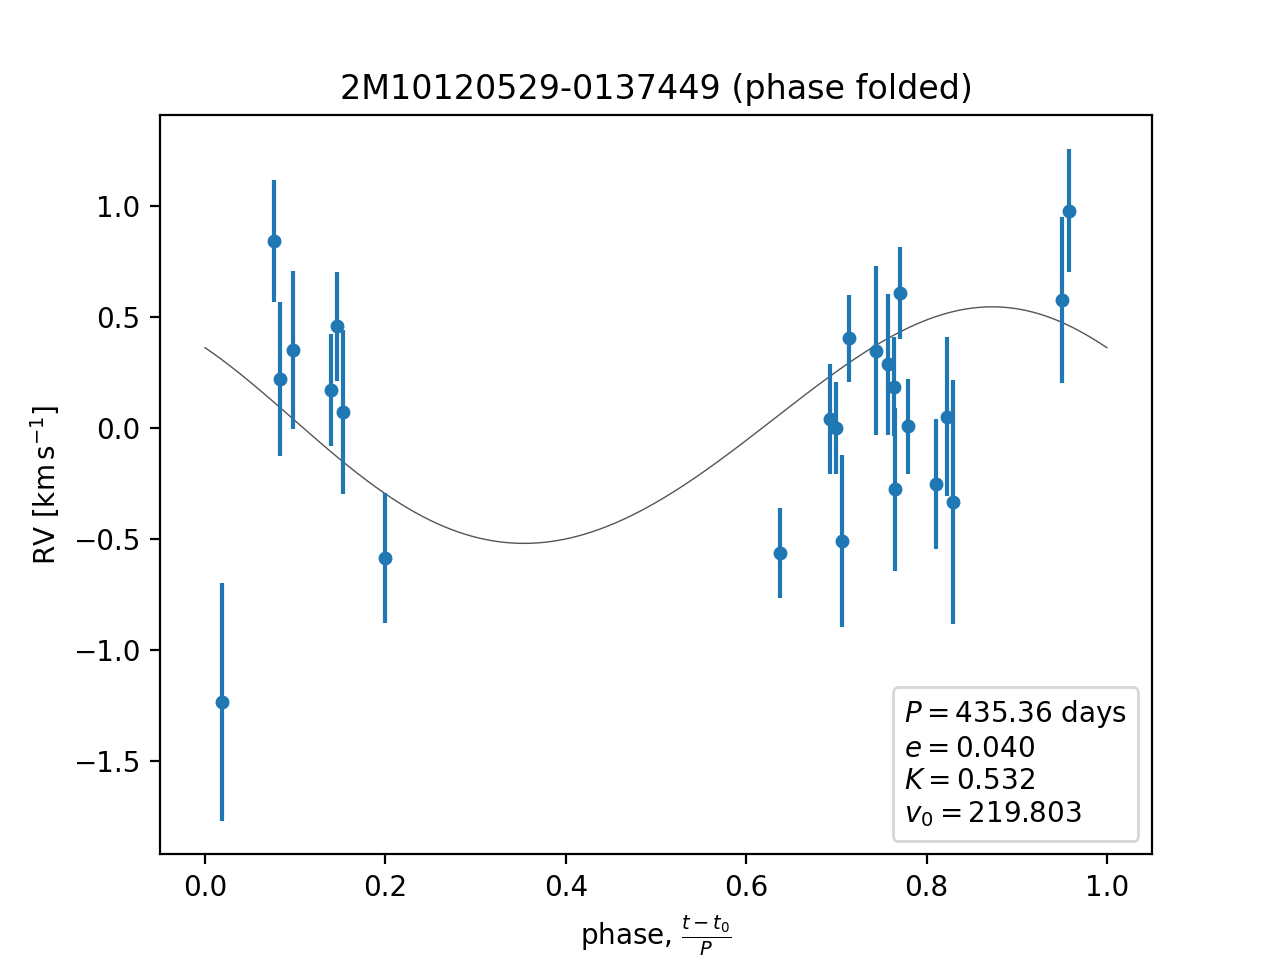 2M10120529-0137449 (phase folded)
RV [km s⁻¹]
1.0
0.5
0.0
−0.5
−1.0
−1.5
P = 435.36 days
e = 0.040
K = 0.532
v₀ = 219.803
0.0 0.2 0.4 0.6 0.8 1.0
phase, (t − t₀)/P